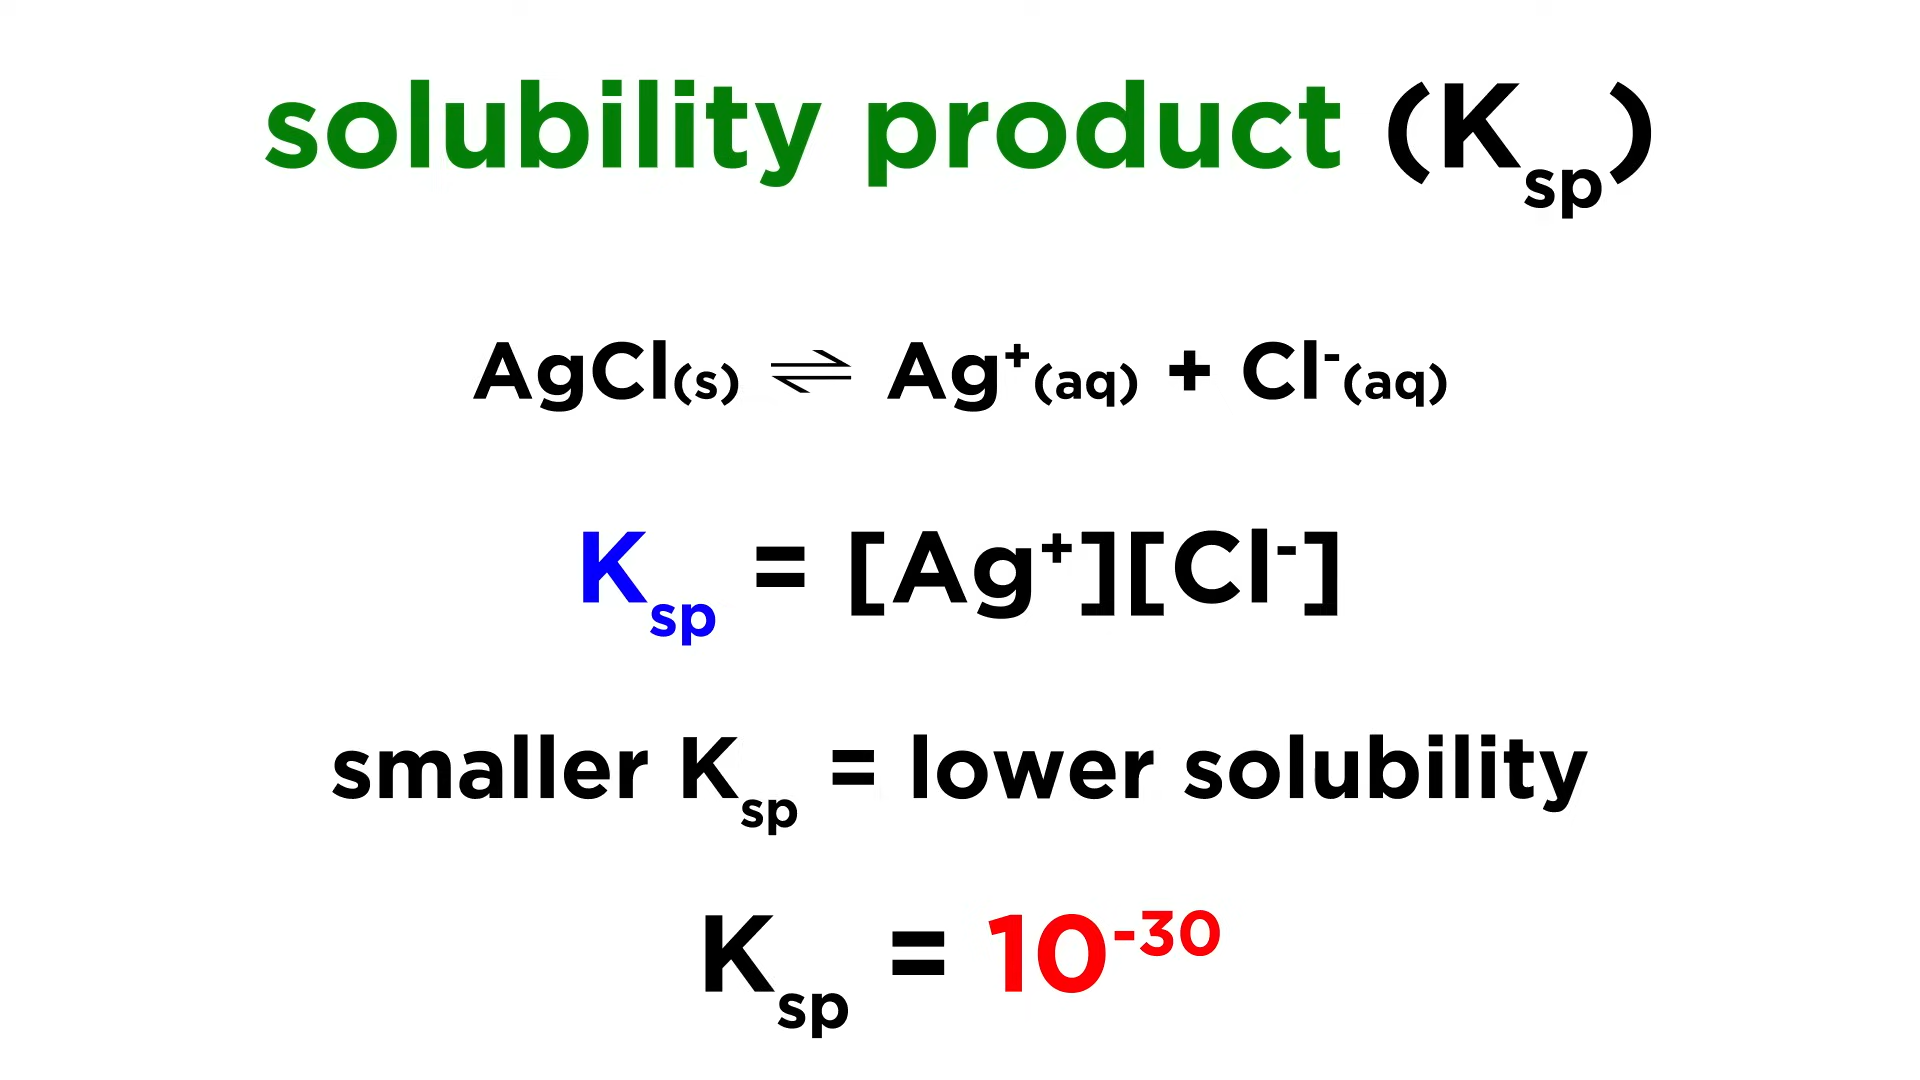 solubility product (Kₛₚ)
AgCl(s) ⇌ Ag⁺(aq) + Cl⁻(aq)
Kₛₚ = [Ag⁺][Cl⁻]
smaller Kₛₚ = lower solubility
Kₛₚ = 10⁻³⁰